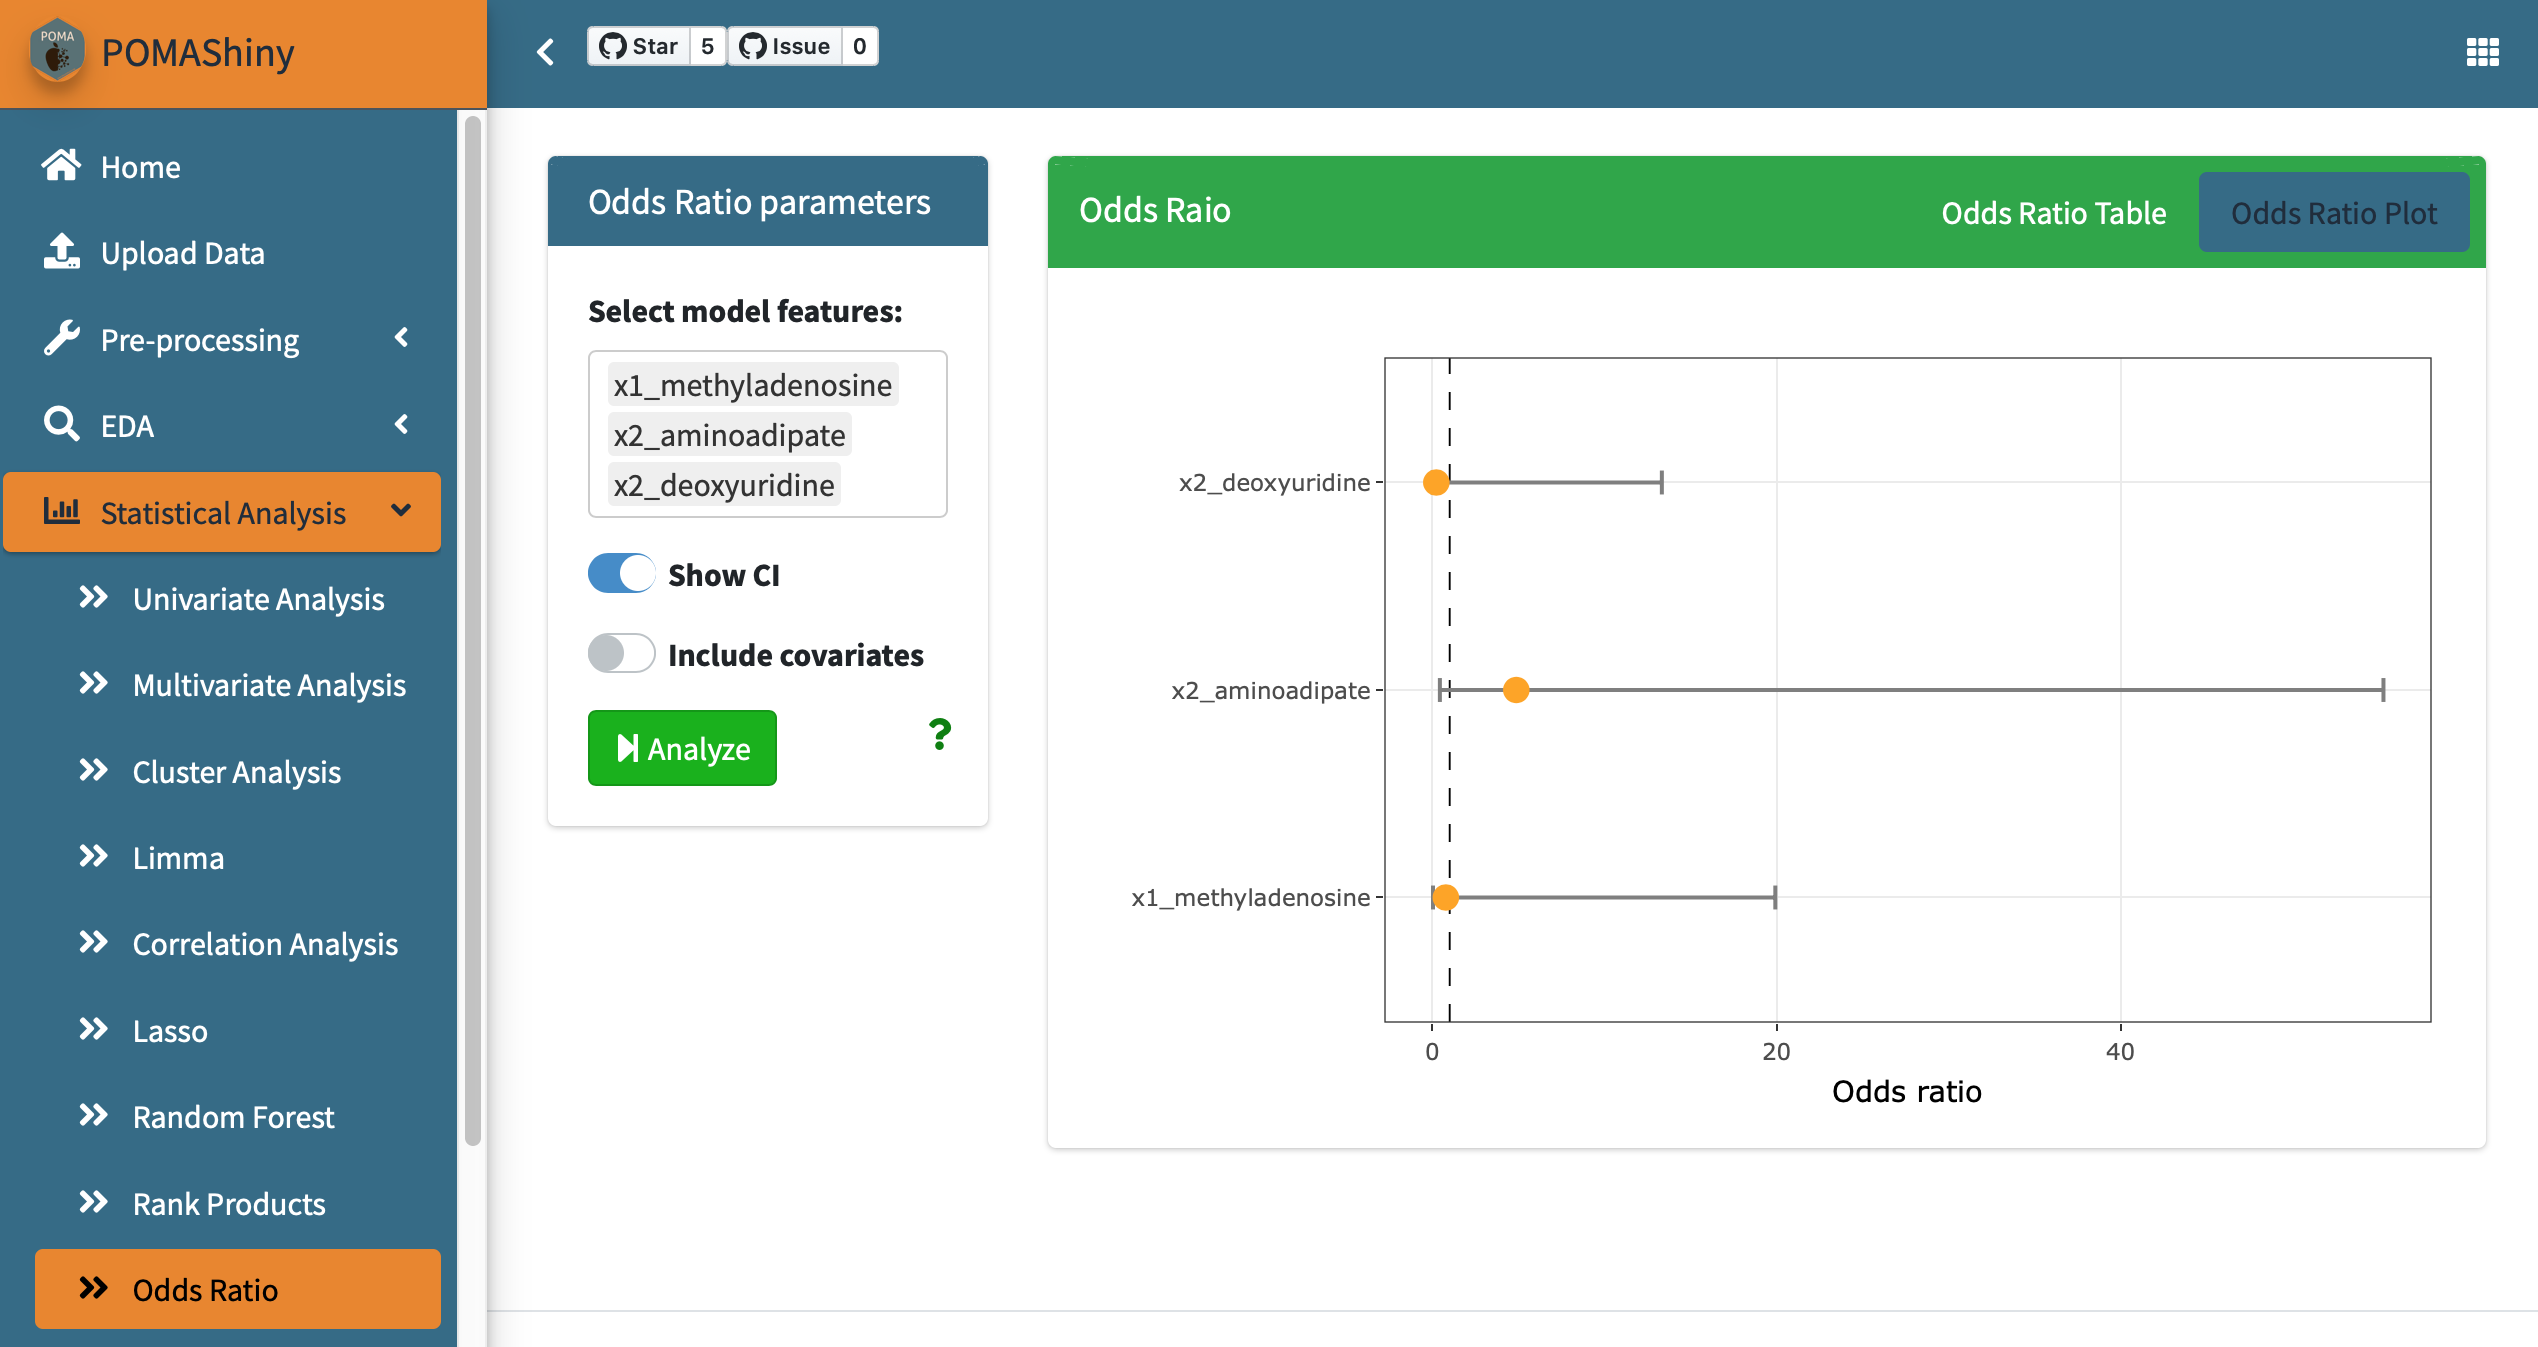 POMA
POMAShiny
Star 5 Issue 0
Home
Upload Data
Pre-processing
EDA
Statistical Analysis
Univariate Analysis
Multivariate Analysis
Cluster Analysis
Limma
Correlation Analysis
Lasso
Random Forest
Rank Products
Odds Ratio
Odds Ratio parameters
Select model features:
x1_methyladenosine
x2_aminoadipate
x2_deoxyuridine
Show CI
Include covariates
Analyze ?
Odds Raio
Odds Ratio Table
Odds Ratio Plot
x2_deoxyuridine
x2_aminoadipate
x1_methyladenosine
0 20 40
Odds ratio